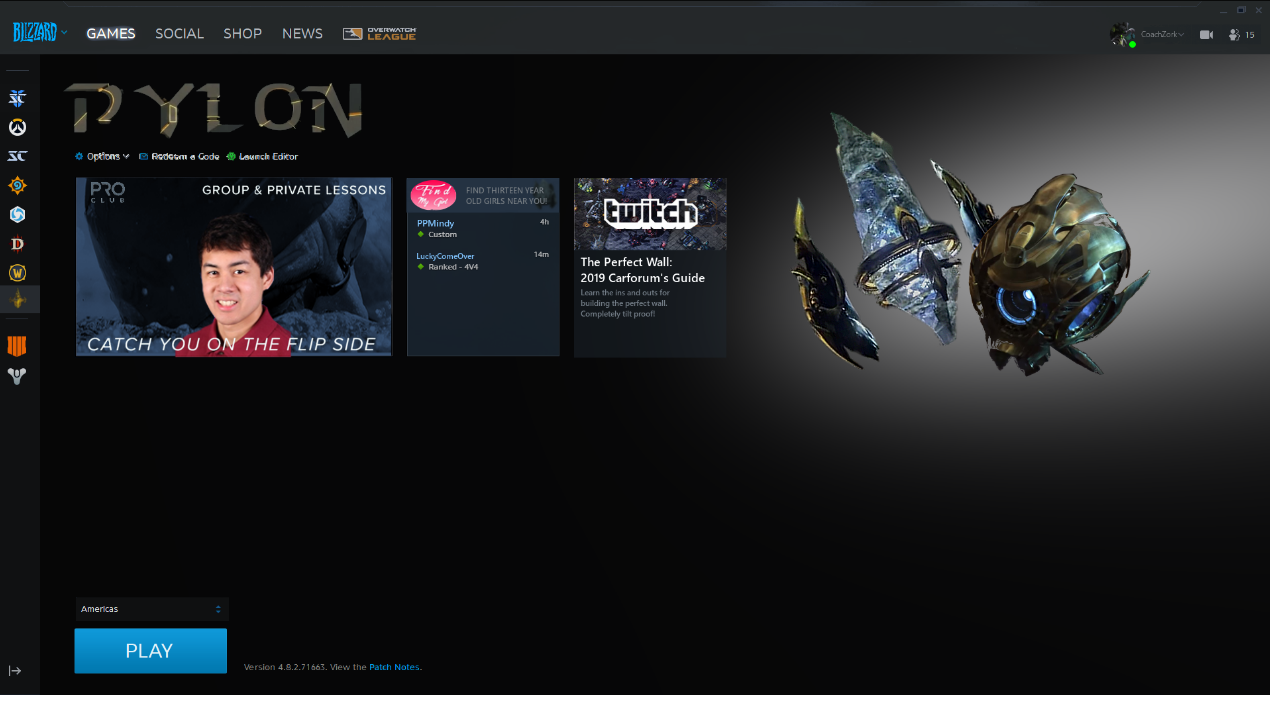 BLIZZARD
GAMES
SOCIAL
SHOP
NEWS
OVERWATCH
LEAGUE
CoachZork
15
PYLON
Options
Redeem a Code
Launch Editor
PRO
CLUB
GROUP & PRIVATE LESSONS
CATCH YOU ON THE FLIP SIDE
Find
My Girl
FIND THIRTEEN YEAR
OLD GIRLS NEAR YOU!
PPMindy 4h
Custom
LuckyComeOver 14m
Ranked - 4V4
twitch
The Perfect Wall:
2019 Carforum's Guide
Learn the ins and outs for
building the perfect wall.
Completely tilt proof!
SC
SC
D
W
Americas
PLAY
Version 4.8.2.71663. View the Patch Notes.